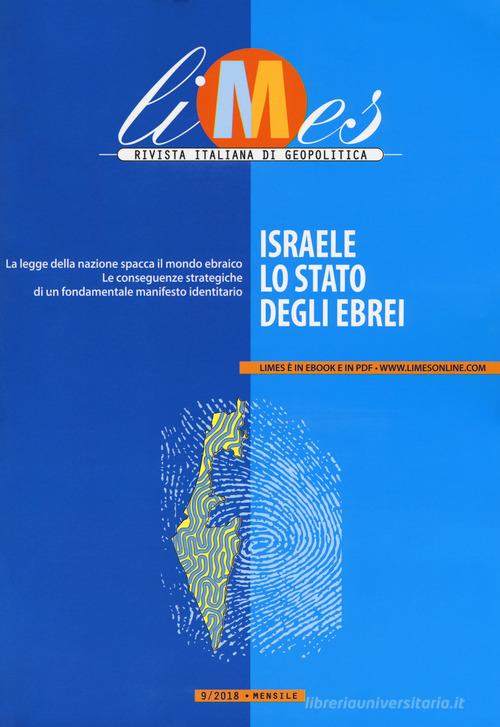 liMes
RIVISTA ITALIANA DI GEOPOLITICA
La legge della nazione spacca il mondo ebraico
Le conseguenze strategiche
di un fondamentale manifesto identitario
ISRAELE
LO STATO
DEGLI EBREI
LIMES È IN EBOOK E IN PDF • WWW.LIMESONLINE.COM
9/2018 • MENSILE
libreriauniversitaria.it